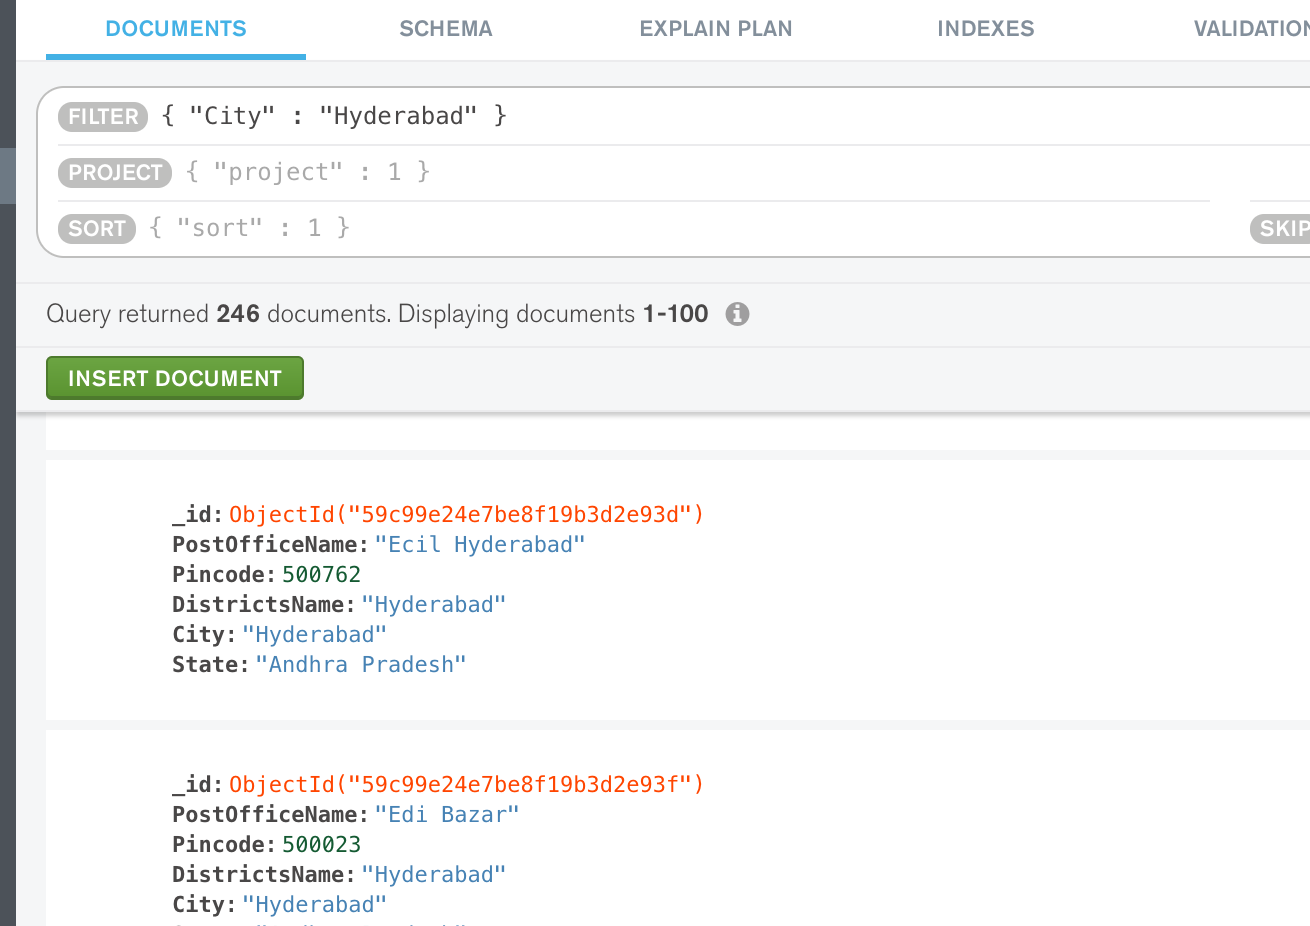 DOCUMENTS SCHEMA EXPLAIN PLAN INDEXES VALIDATION
FILTER { "City" : "Hyderabad" }
PROJECT { "project" : 1 }
SORT { "sort" : 1 } SKIP
Query returned 246 documents. Displaying documents 1-100
INSERT DOCUMENT
_id: ObjectId("59c99e24e7be8f19b3d2e93d")
PostOfficeName: "Ecil Hyderabad"
Pincode: 500762
DistrictsName: "Hyderabad"
City: "Hyderabad"
State: "Andhra Pradesh"
_id: ObjectId("59c99e24e7be8f19b3d2e93f")
PostOfficeName: "Edi Bazar"
Pincode: 500023
DistrictsName: "Hyderabad"
City: "Hyderabad"